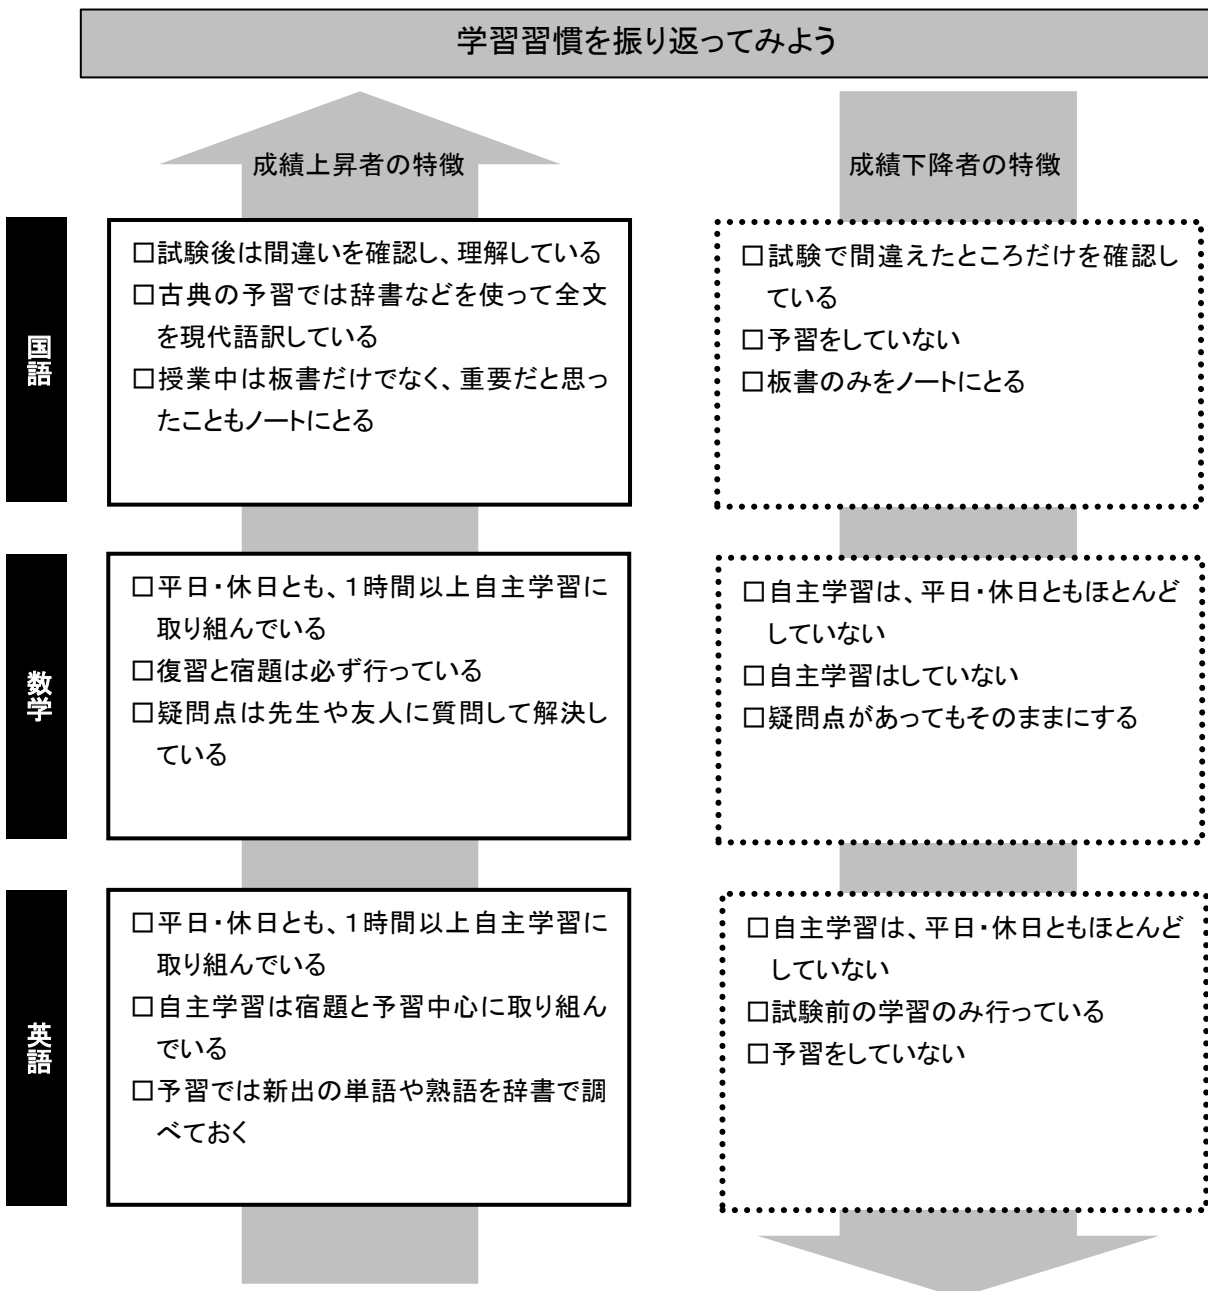 学習習慣を振り返ってみよう
成績上昇者の特徴
成績下降者の特徴
国語
□試験後は間違いを確認し、理解している
□古典の予習では辞書などを使って全文
を現代語訳している
□授業中は板書だけでなく、重要だと思っ
たこともノートにとる
□試験で間違えたところだけを確認し
ている
□予習をしていない
□板書のみをノートにとる
数学
□平日・休日とも、1時間以上自主学習に
取り組んでいる
□復習と宿題は必ず行っている
□疑問点は先生や友人に質問して解決し
ている
□自主学習は、平日・休日ともほとんど
していない
□自主学習はしていない
□疑問点があってもそのままにする
英語
□平日・休日とも、1時間以上自主学習に
取り組んでいる
□自主学習は宿題と予習中心に取り組ん
でいる
□予習では新出の単語や熟語を辞書で調
べておく
□自主学習は、平日・休日ともほとんど
していない
□試験前の学習のみ行っている
□予習をしていない